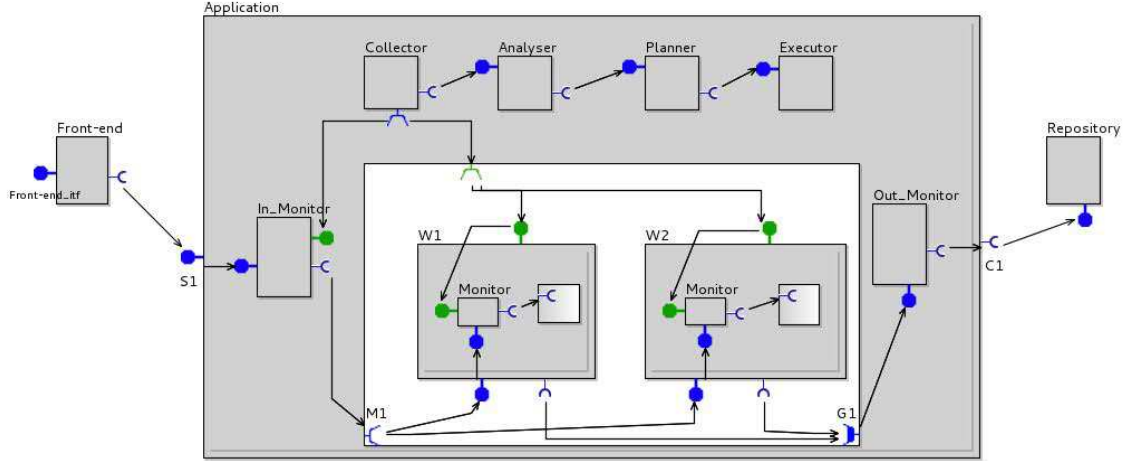 Application
Collector
Analyser
Planner
Executor
Front-end
Repository
Front-end_itf
In_Monitor
Out_Monitor
W1
W2
S1
C1
Monitor
Monitor
M1
G1